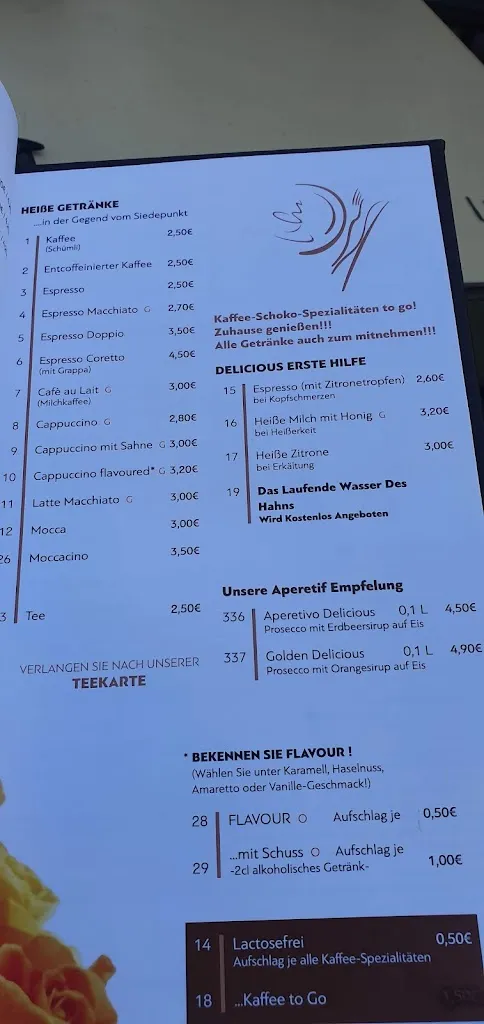 HEIßE GETRÄNKE
...in der Gegend vom Siedepunkt
1 Kaffee 2,50€
(Schümli)
2 Entcoffeinierter Kaffee 2,50€
3 Espresso 2,50€
4 Espresso Macchiato G 2,70€
5 Espresso Doppio 3,50€
6 Espresso Coretto 4,50€
(mit Grappa)
7 Cafè au Lait G 3,00€
(Milchkaffee)
8 Cappuccino G 2,80€
9 Cappuccino mit Sahne G 3,00€
10 Cappuccino flavoured* G 3,20€
11 Latte Macchiato G 3,00€
12 Mocca 3,00€
26 Moccacino 3,50€
3 Tee 2,50€
VERLANGEN SIE NACH UNSERER
TEEKARTE
Kaffee-Schoko-Spezialitäten to go!
Zuhause genießen!!!
Alle Getränke auch zum mitnehmen!!!
DELICIOUS ERSTE HILFE
15 Espresso (mit Zitronetropfen) 2,60€
bei Kopfschmerzen
16 Heiße Milch mit Honig G 3,20€
bei Heißerkeit
17 Heiße Zitrone 3,00€
bei Erkältung
19 Das Laufende Wasser Des
Hahns
Wird Kostenlos Angeboten
Unsere Aperetif Empfelung
336 Aperetivo Delicious 0,1 L 4,50€
Prosecco mit Erdbeersirup auf Eis
337 Golden Delicious 0,1 L 4,90€
Prosecco mit Orangesirup auf Eis
* BEKENNEN SIE FLAVOUR !
(Wählen Sie unter Karamell, Haselnuss,
Amaretto oder Vanille-Geschmack!)
28 FLAVOUR O Aufschlag je 0,50€
29 ...mit Schuss O Aufschlag je 1,00€
-2cl alkoholisches Getränk-
14 Lactosefrei 0,50€
Aufschlag je alle Kaffee-Spezialitäten
18 ...Kaffee to Go